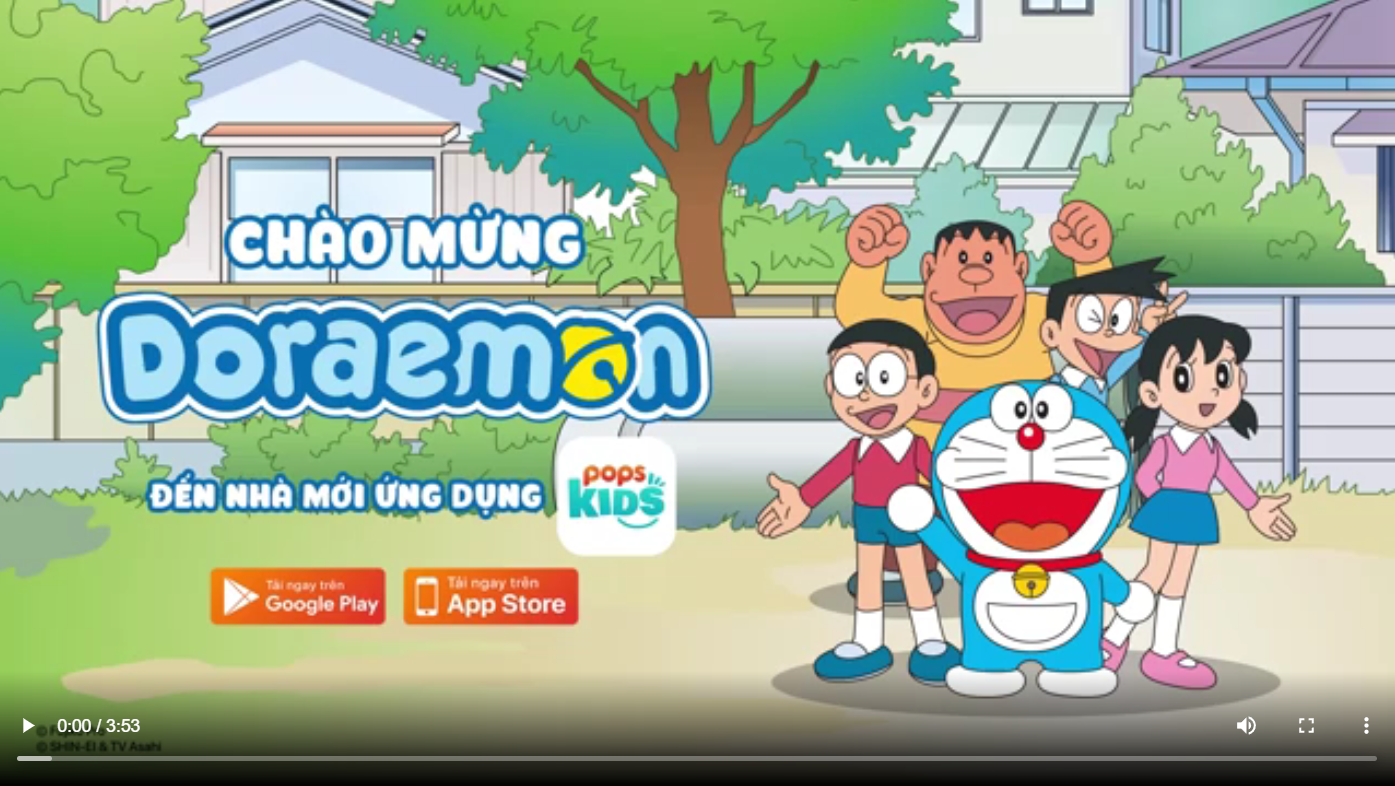 CHÀO MỪNG
Doraemon
ĐẾN NHÀ MỚI ỨNG DỤNG
POPS
KIDS
Tải ngay trên
Google Play
Tải ngay trên
App Store
0:00 / 3:53
© SHIN-EI & TV Asahi